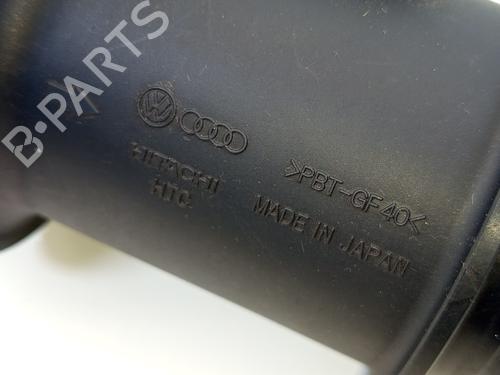 B-PARTS
HITACHI
HTC
>PBT-GF40<
MADE IN JAPAN